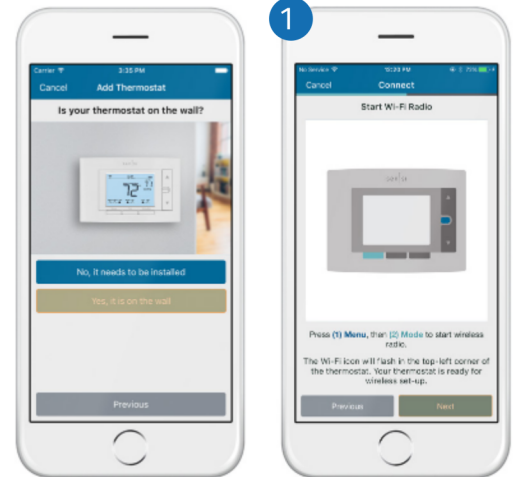 Carrier 3:35 PM
Cancel Add Thermostat
Is your thermostat on the wall?
72
No, it needs to be installed
Yes, it is on the wall
Previous
1
No Service 10:20 PM
Cancel Connect
Start Wi-Fi Radio
Press (1) Menu, then (2) Mode to start wireless
radio.
The Wi-Fi icon will flash in the top-left corner of
the thermostat. Your thermostat is ready for
wireless set-up.
Previous Next